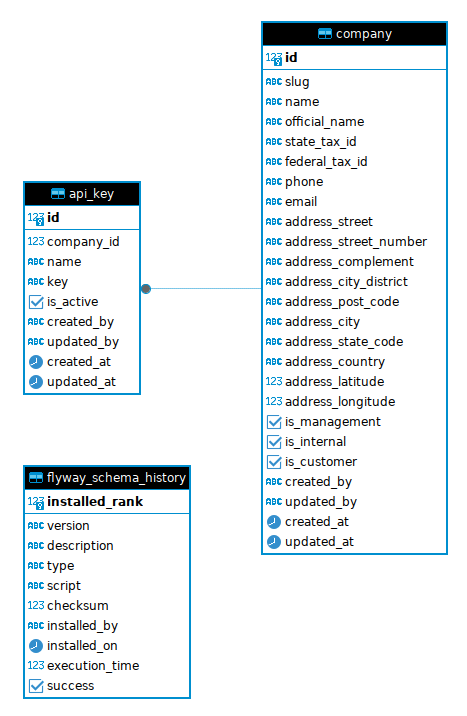 company
123 id
ABC slug
ABC name
ABC official_name
ABC state_tax_id
ABC federal_tax_id
ABC phone
ABC email
ABC address_street
ABC address_street_number
ABC address_complement
ABC address_city_district
ABC address_post_code
ABC address_city
ABC address_state_code
ABC address_country
123 address_latitude
123 address_longitude
is_management
is_internal
is_customer
ABC created_by
ABC updated_by
created_at
updated_at
api_key
123 id
123 company_id
ABC name
ABC key
is_active
ABC created_by
ABC updated_by
created_at
updated_at
flyway_schema_history
123 installed_rank
ABC version
ABC description
ABC type
ABC script
123 checksum
ABC installed_by
installed_on
123 execution_time
success